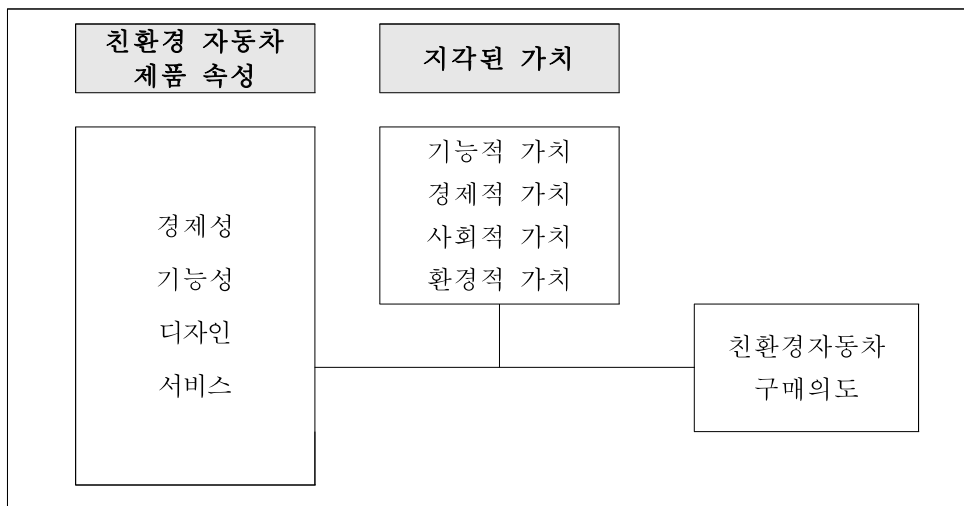 친환경 자동차
제품 속성
지각된 가치
경제성
기능성
디자인
서비스
기능적 가치
경제적 가치
사회적 가치
환경적 가치
친환경자동차
구매의도